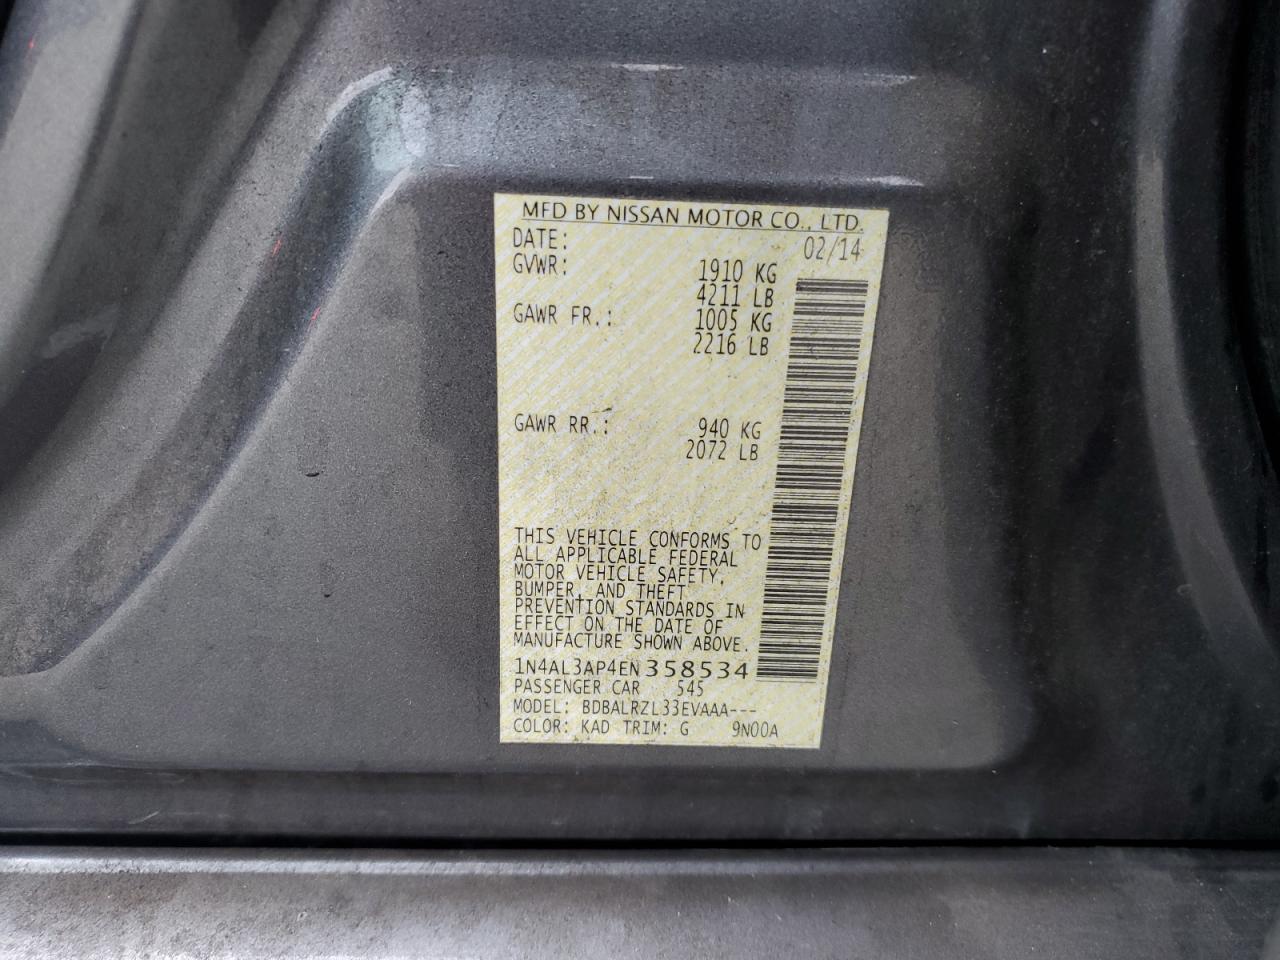 MFD BY NISSAN MOTOR CO., LTD.
DATE: 02/14
GVWR: 1910 KG
4211 LB
GAWR FR.: 1005 KG
2216 LB
GAWR RR.: 940 KG
2072 LB
THIS VEHICLE CONFORMS TO
ALL APPLICABLE FEDERAL
MOTOR VEHICLE SAFETY,
BUMPER, AND THEFT
PREVENTION STANDARDS IN
EFFECT ON THE DATE OF
MANUFACTURE SHOWN ABOVE.
1N4AL3AP4EN358534
PASSENGER CAR 545
MODEL: BDBALRZL33EVAAA---
COLOR: KAD TRIM: G 9N00A